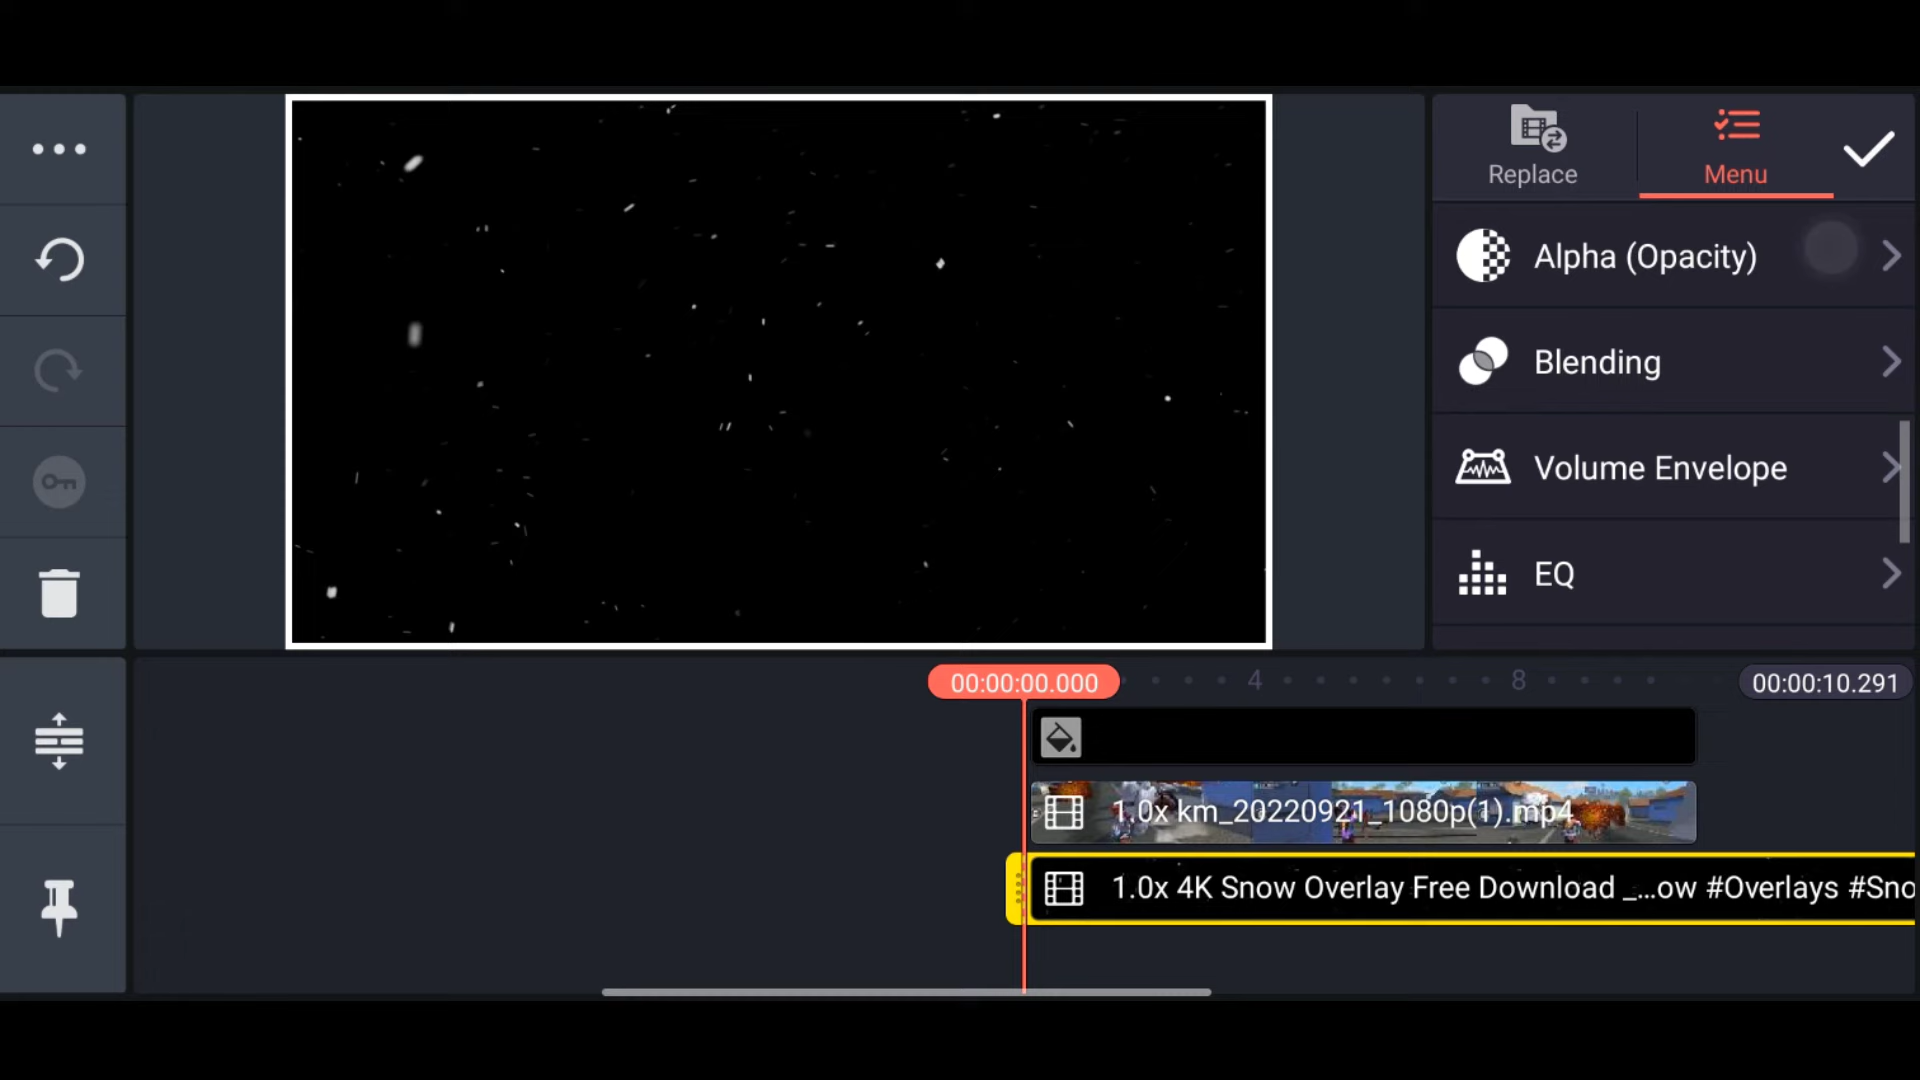 Replace
Menu
Alpha (Opacity)
Blending
Volume Envelope
EQ
00:00:00.000
4
8
00:00:10.291
1.0x km_20220921_1080p(1).mp4
1.0x 4K Snow Overlay Free Download _...ow #Overlays #Sno